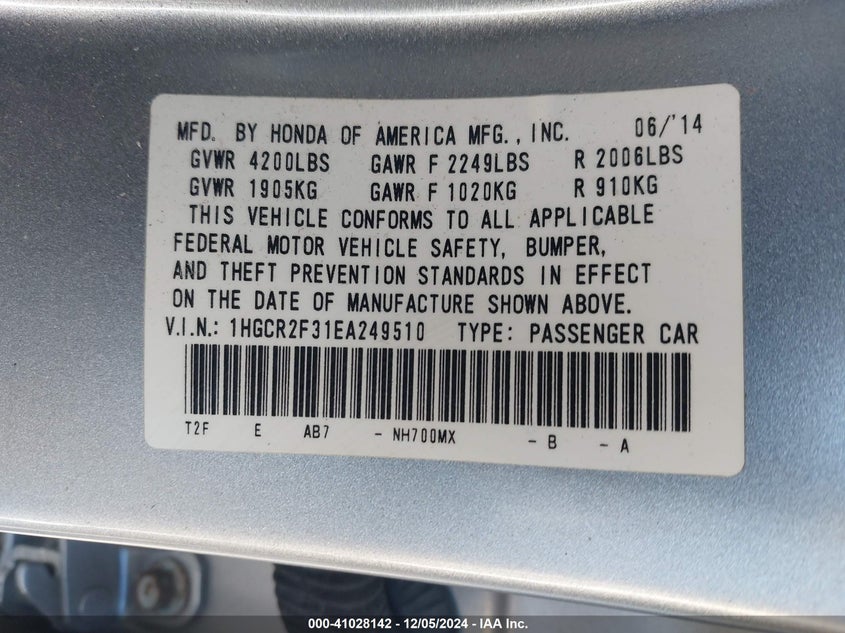 MFD. BY HONDA OF AMERICA MFG., INC. 06/'14
GVWR 4200LBS GAWR F 2249LBS R 2006LBS
GVWR 1905KG GAWR F 1020KG R 910KG
THIS VEHICLE CONFORMS TO ALL APPLICABLE
FEDERAL MOTOR VEHICLE SAFETY, BUMPER,
AND THEFT PREVENTION STANDARDS IN EFFECT
ON THE DATE OF MANUFACTURE SHOWN ABOVE.
V.I.N.: 1HGCR2F31EA249510 TYPE: PASSENGER CAR
T2F E AB7 - NH700MX - B - A
000-41028142 - 12/05/2024 - IAA Inc.